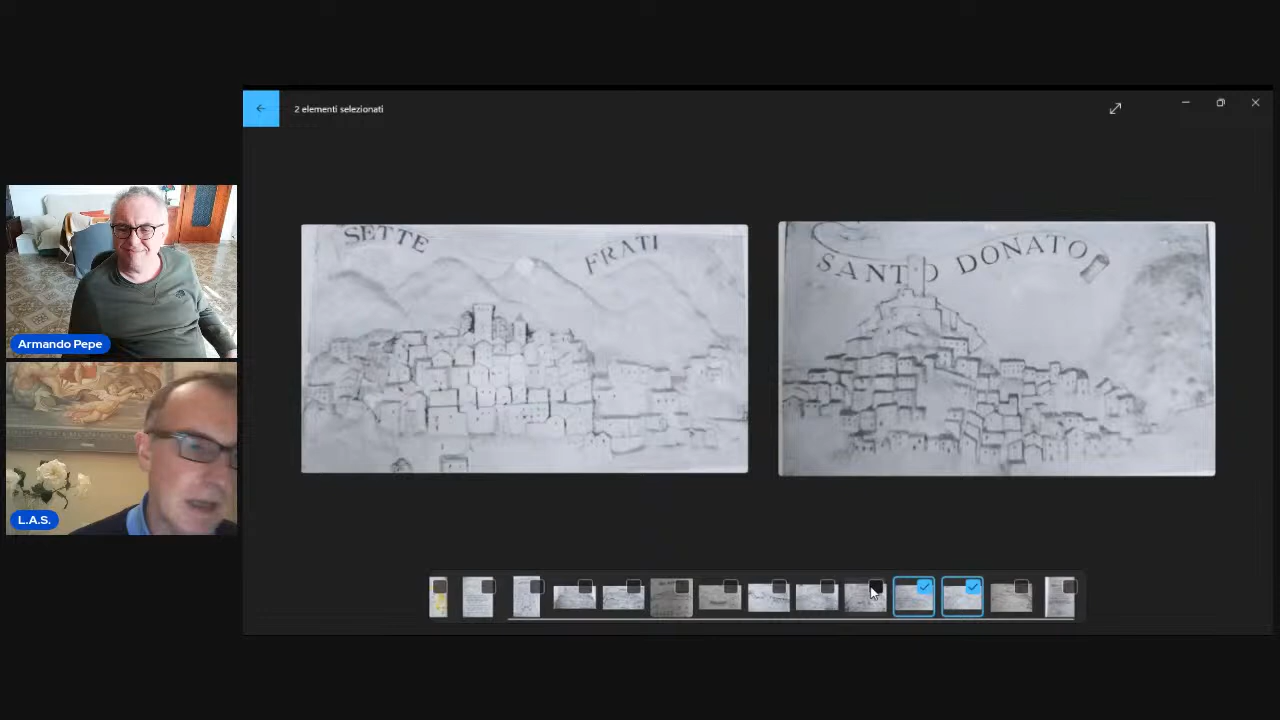 2 elementi selezionati
SETTE FRATI
SANTO DONATO
Armando Pepe
L.A.S.